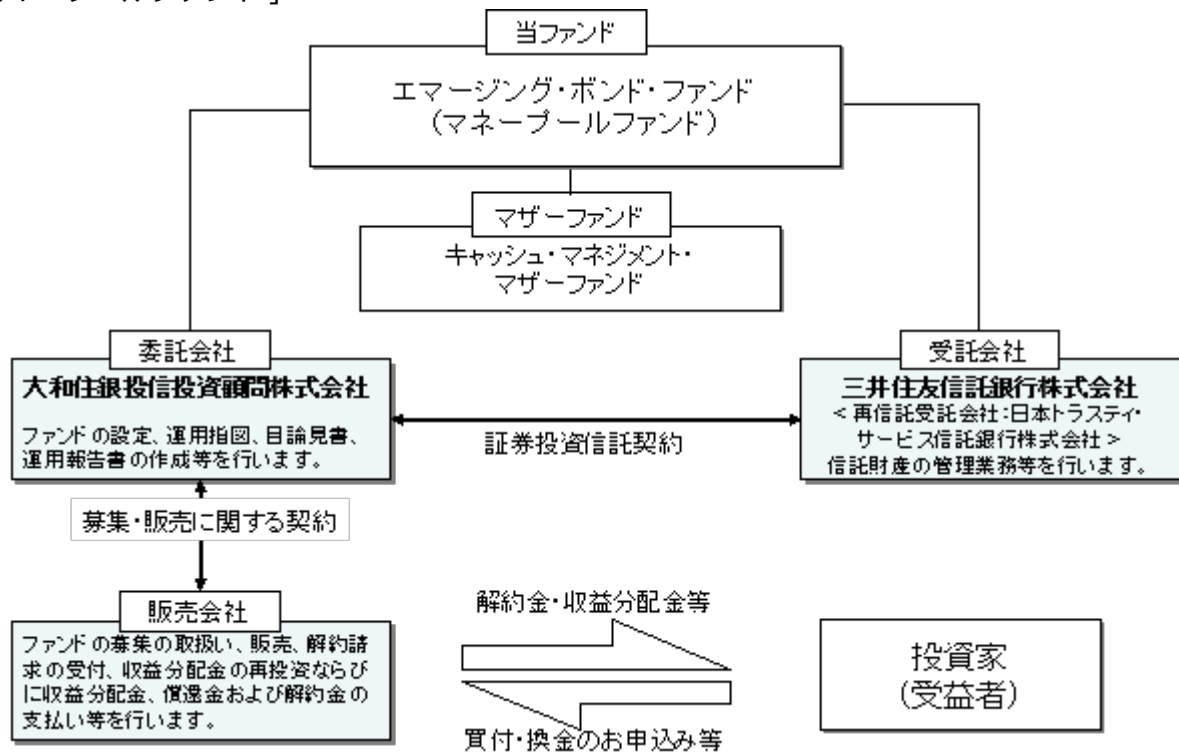 当ファンド
エマージング・ボンド・ファンド
(マネープールファンド)
マザーファンド
キャッシュ・マネジメント・
マザーファンド
委託会社
大和住銀投信投資顧問株式会社
ファンドの設定、運用指図、目論見書、
運用報告書の作成等を行います。
証券投資信託契約
受託会社
三井住友信託銀行株式会社
<再信託受託会社:日本トラスティ・
サービス信託銀行株式会社>
信託財産の管理業務等を行います。
募集・販売に関する契約
販売会社
ファンドの募集の取扱い、販売、解約請
求の受付、収益分配金の再投資ならび
に収益分配金、償還金および解約金の
支払い等を行います。
解約金・収益分配金等
買付・換金のお申込み等
投資家
(受益者)